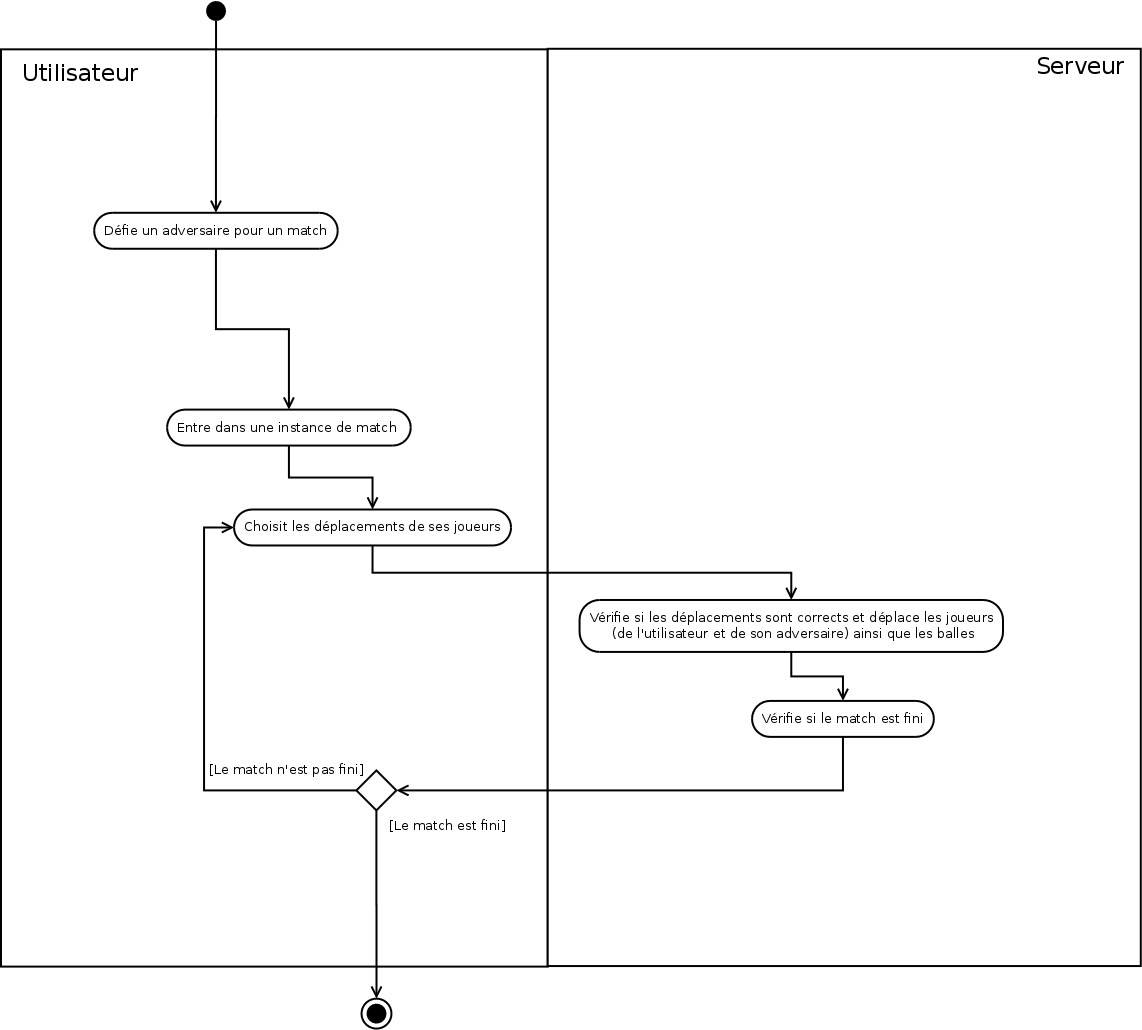 Utilisateur
Serveur
Défie un adversaire pour un match
Entre dans une instance de match
Choisit les déplacements de ses joueurs
Vérifie si les déplacements sont corrects et déplace les joueurs
(de l'utilisateur et de son adversaire) ainsi que les balles
Vérifie si le match est fini
[Le match n'est pas fini]
[Le match est fini]